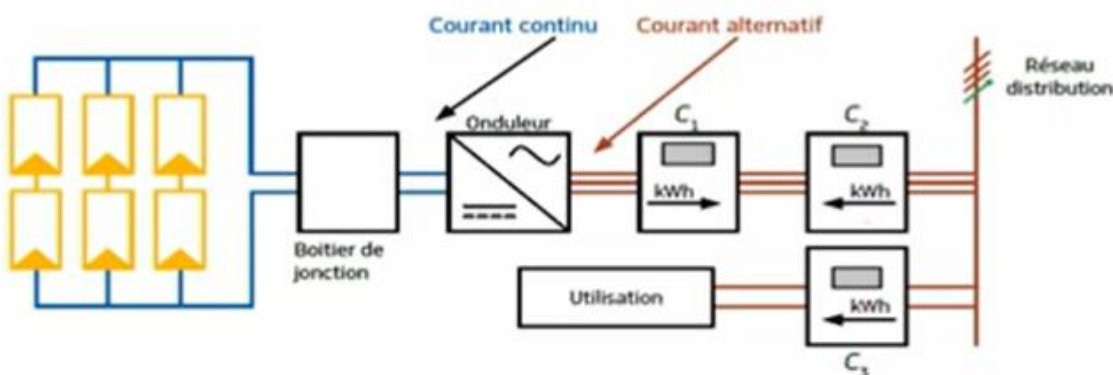 Courant continu
Courant alternatif
Réseau
distribution
Onduleur
C1
C2
kWh
kWh
Boitier de
jonction
Utilisation
kWh
C3